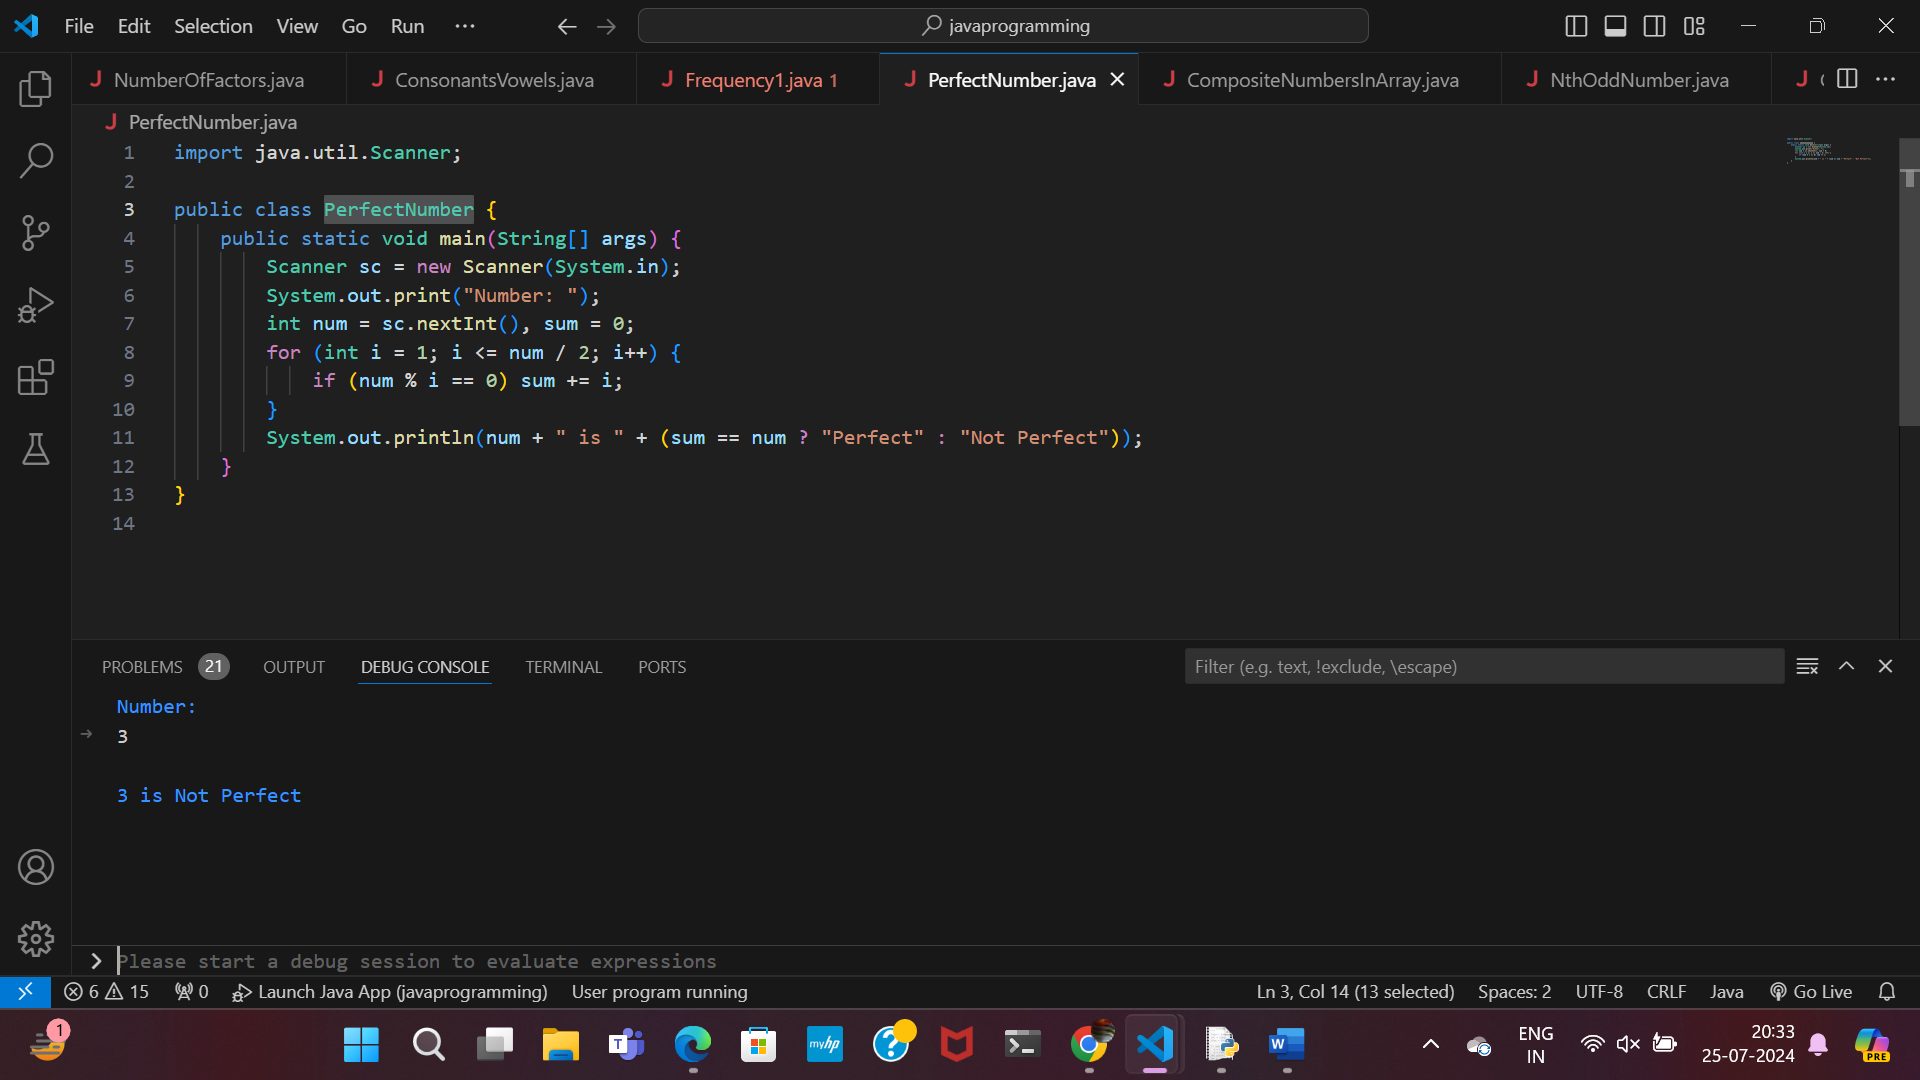 File Edit Selection View Go Run ··· javaprogramming
NumberOfFactors.java ConsonantsVowels.java Frequency1.java 1 PerfectNumber.java CompositeNumbersInArray.java NthOddNumber.java
PerfectNumber.java
1 import java.util.Scanner;
2
3 public class PerfectNumber {
4 public static void main(String[] args) {
5 Scanner sc = new Scanner(System.in);
6 System.out.print("Number: ");
7 int num = sc.nextInt(), sum = 0;
8 for (int i = 1; i <= num / 2; i++) {
9 if (num % i == 0) sum += i;
10 }
11 System.out.println(num + " is " + (sum == num ? "Perfect" : "Not Perfect"));
12 }
13 }
14
PROBLEMS 21 OUTPUT DEBUG CONSOLE TERMINAL PORTS Filter (e.g. text, !exclude, \escape)
Number:
3
3 is Not Perfect
Please start a debug session to evaluate expressions
6 15 0 Launch Java App (javaprogramming) User program running Ln 3, Col 14 (13 selected) Spaces: 2 UTF-8 CRLF Java Go Live
1 myhp ENG 20:33
IN 25-07-2024 PRE